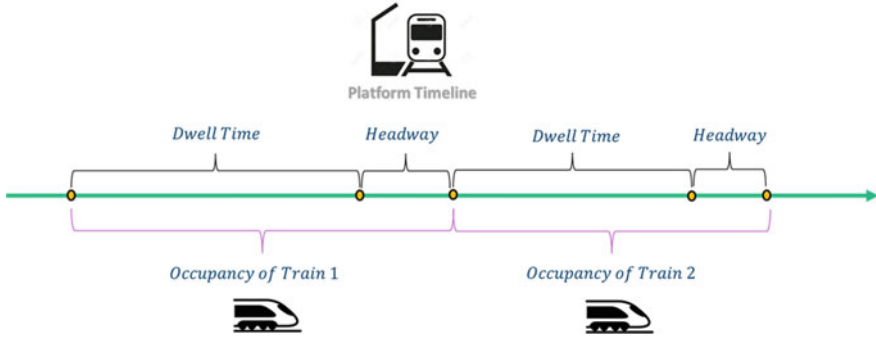 Platform Timeline
Dwell Time
Headway
Dwell Time
Headway
Occupancy of Train 1
Occupancy of Train 2